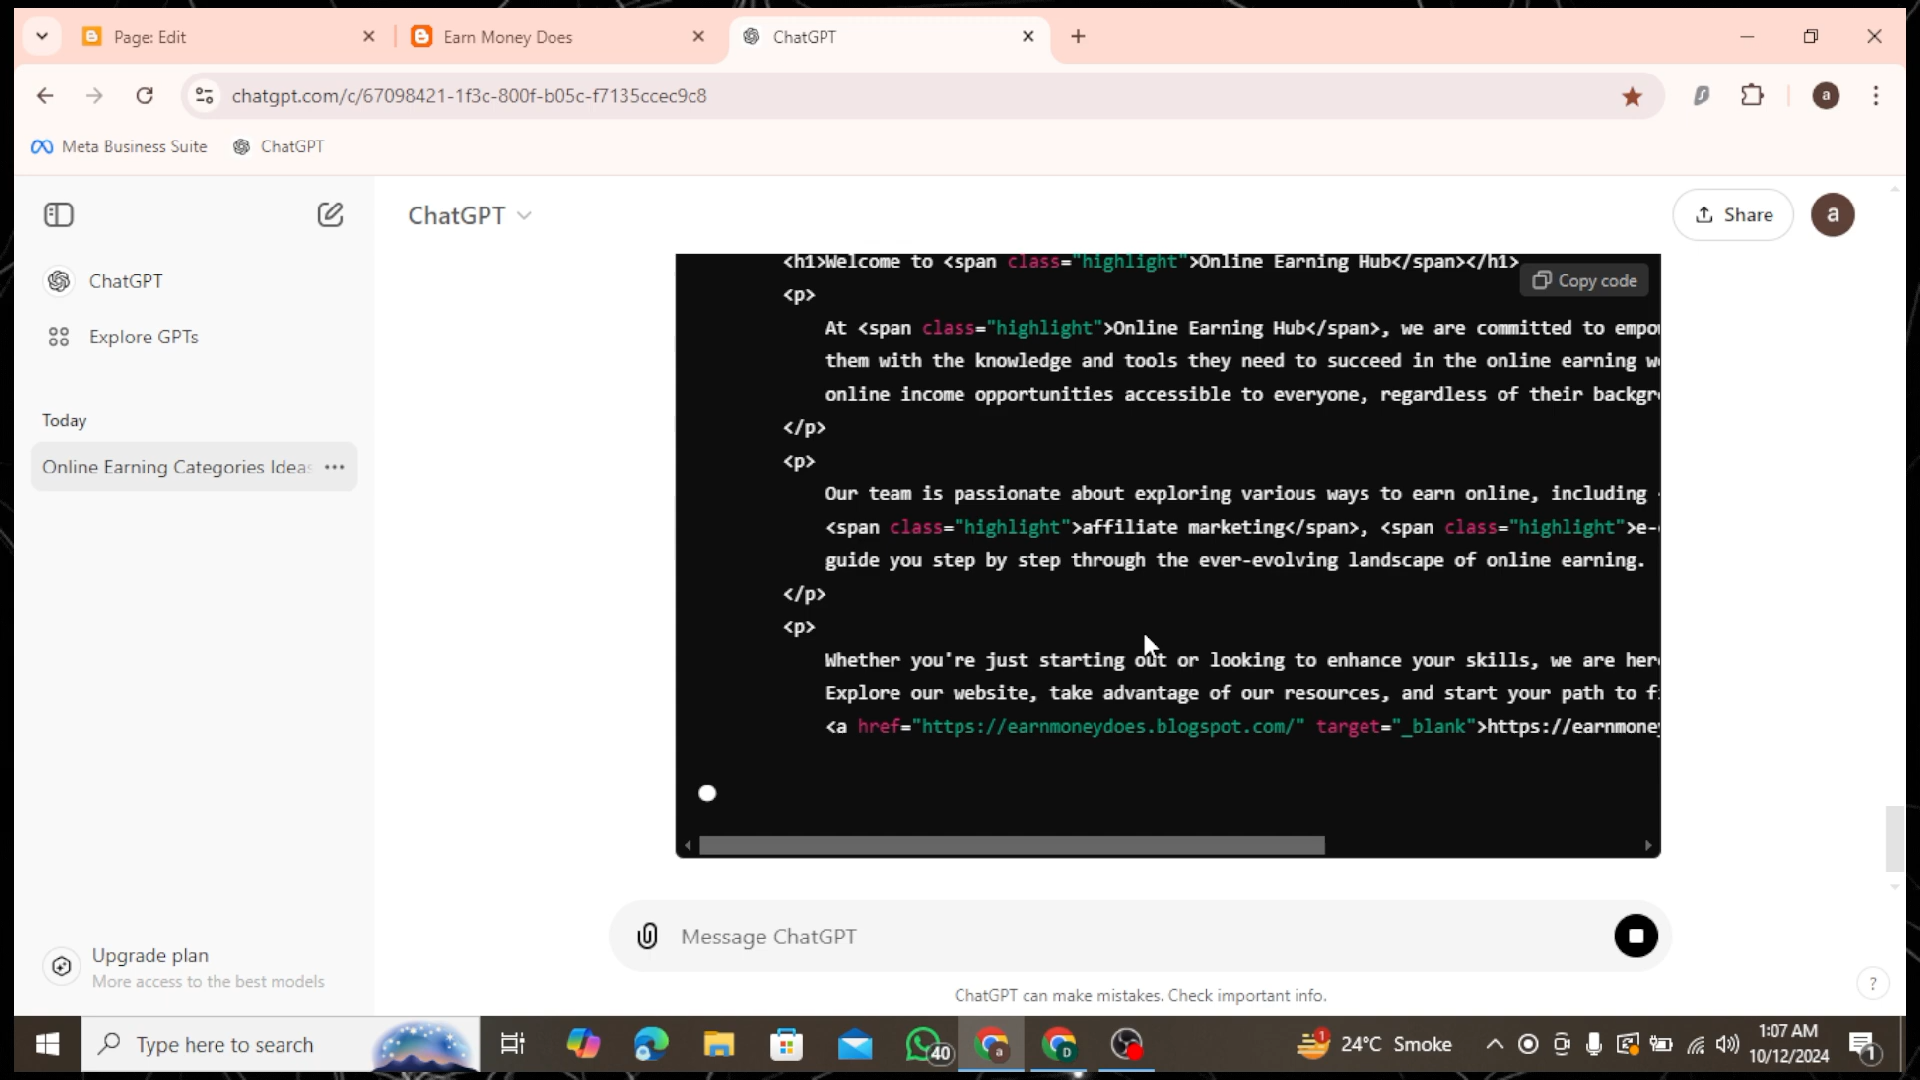 Page: Edit
Earn Money Does
ChatGPT
chatgpt.com/c/67098421-1f3c-800f-b05c-f7135ccec9c8
a
Meta Business Suite
ChatGPT
ChatGPT
Share
a
ChatGPT
Explore GPTs
Today
Online Earning Categories Ideas
<h1>Welcome to <span class="highlight">Online Earning Hub</span></h1>
Copy code
<p>
At <span class="highlight">Online Earning Hub</span>, we are committed to
them with the knowledge and tools they need to succeed in the online earning
online income opportunities accessible to everyone, regardless of their
</p>
<p>
Our team is passionate about exploring various ways to earn online, including
<span class="highlight">affiliate marketing</span>, <span class="highlight">e-
guide you step by step through the ever-evolving landscape of online earning.
</p>
<p>
Whether you're just starting out or looking to enhance your skills, we are
Explore our website, take advantage of our resources, and start your path to
<a href="https://earnmoneydoes.blogspot.com/" target="_blank">https://earnmoney
Message ChatGPT
Upgrade plan
More access to the best models
ChatGPT can make mistakes. Check important info.
?
Type here to search
40
a
D
1
24°C Smoke
1:07 AM
10/12/2024
1